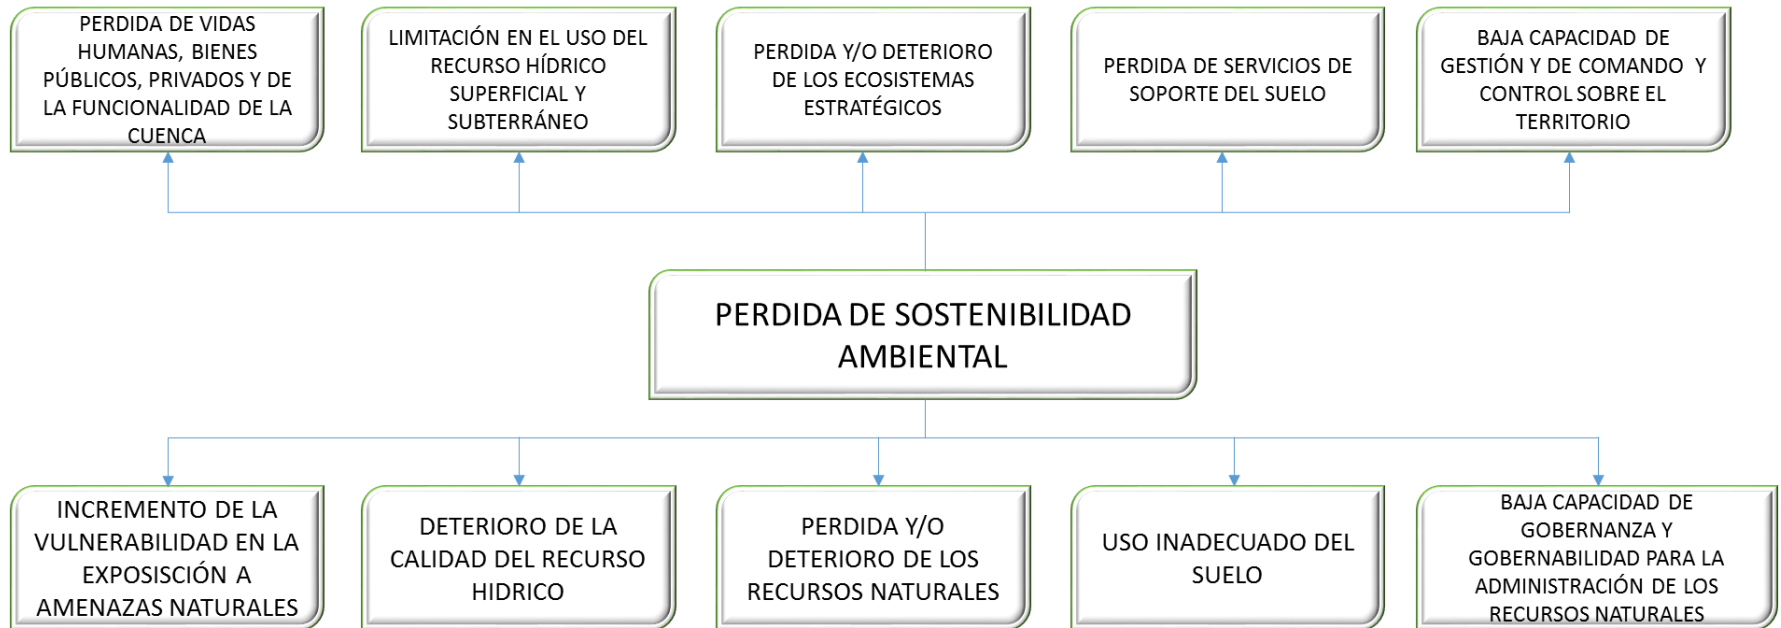 PERDIDA DE VIDAS
HUMANAS, BIENES
PÚBLICOS, PRIVADOS Y DE
LA FUNCIONALIDAD DE LA
CUENCA
LIMITACIÓN EN EL USO DEL
RECURSO HÍDRICO
SUPERFICIAL Y
SUBTERRÁNEO
PERDIDA Y/O DETERIORO
DE LOS ECOSISTEMAS
ESTRATÉGICOS
PERDIDA DE SERVICIOS DE
SOPORTE DEL SUELO
BAJA CAPACIDAD DE
GESTIÓN Y DE COMANDO Y
CONTROL SOBRE EL
TERRITORIO
PERDIDA DE SOSTENIBILIDAD
AMBIENTAL
INCREMENTO DE LA
VULNERABILIDAD EN LA
EXPOSISCIÓN A
AMENAZAS NATURALES
DETERIORO DE LA
CALIDAD DEL RECURSO
HIDRICO
PERDIDA Y/O
DETERIORO DE LOS
RECURSOS NATURALES
USO INADECUADO DEL
SUELO
BAJA CAPACIDAD DE
GOBERNANZA Y
GOBERNABILIDAD PARA LA
ADMINISTRACIÓN DE LOS
RECURSOS NATURALES